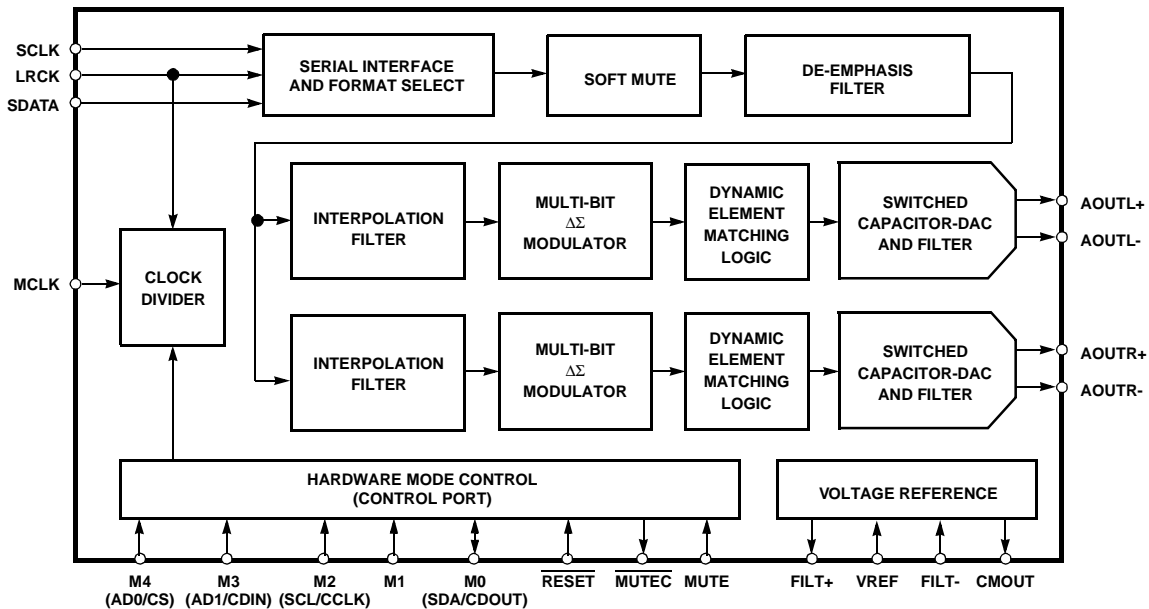 SCLK
LRCK
SDATA
SERIAL INTERFACE
AND FORMAT SELECT
SOFT MUTE
DE-EMPHASIS
FILTER
INTERPOLATION
FILTER
MULTI-BIT
ΔΣ
MODULATOR
DYNAMIC
ELEMENT
MATCHING
LOGIC
SWITCHED
CAPACITOR-DAC
AND FILTER
AOUTL+
AOUTL-
MCLK
CLOCK
DIVIDER
INTERPOLATION
FILTER
MULTI-BIT
ΔΣ
MODULATOR
DYNAMIC
ELEMENT
MATCHING
LOGIC
SWITCHED
CAPACITOR-DAC
AND FILTER
AOUTR+
AOUTR-
HARDWARE MODE CONTROL
(CONTROL PORT)
VOLTAGE REFERENCE
M4
(AD0/CS)
M3
(AD1/CDIN)
M2
(SCL/CCLK)
M1
M0
(SDA/CDOUT)
RESET
MUTEC
MUTE
FILT+
VREF
FILT-
CMOUT